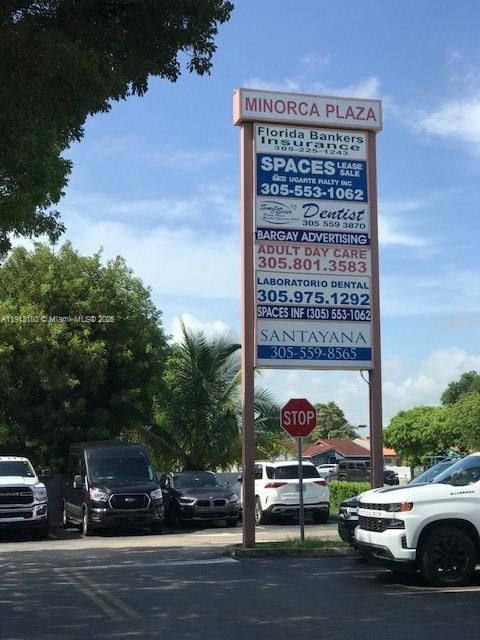 MINORCA PLAZA
Florida Bankers
Insurance
305-225-1243
SPACES LEASE SALE
UGARTE RIALTY INC
305-553-1062
Dentist
305 559 3870
BARGAY ADVERTISING
ADULT DAY CARE
305.801.3583
LABORATORIO DENTAL
305.975.1292
SPACES INF (305) 553-1062
SANTAYANA
305-559-8565
STOP
A11913180 © Miami MLS® 2025